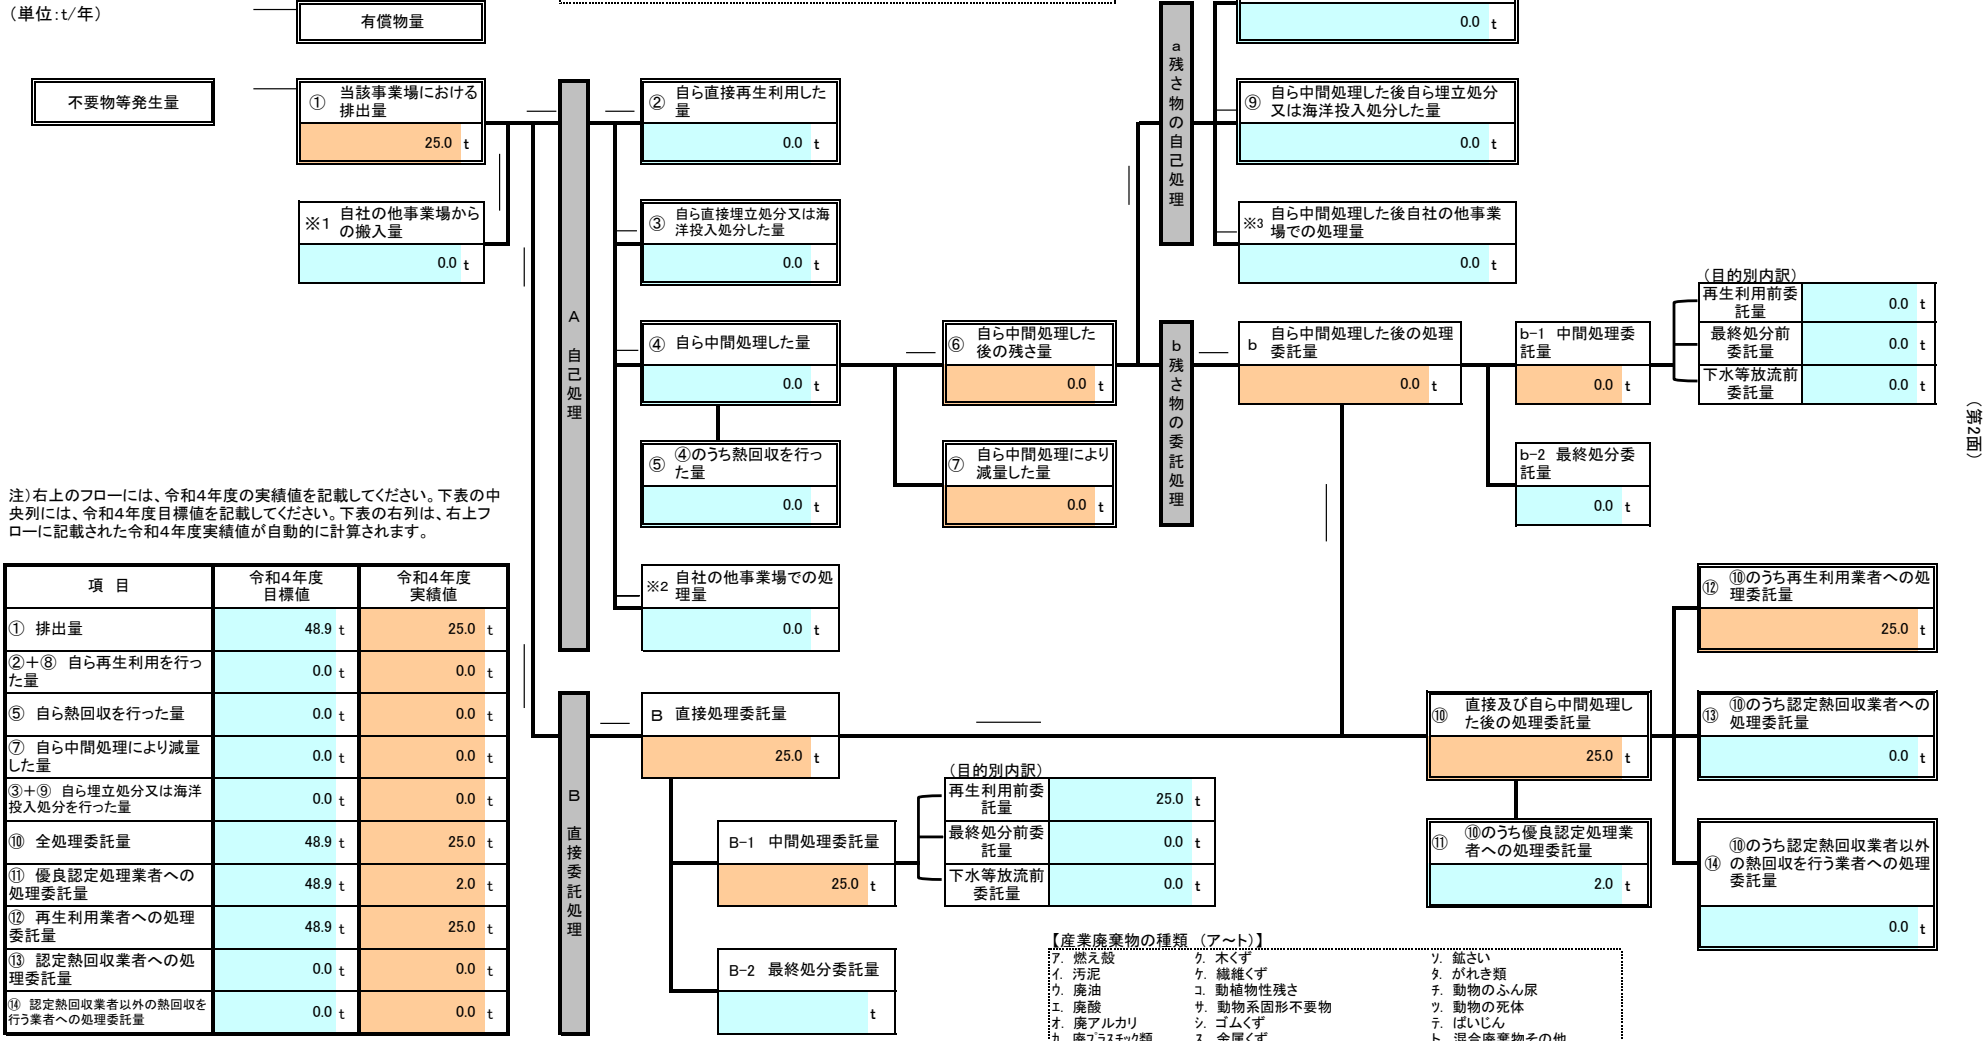 （単位：t/年）
有償物量
0.0 t
不要物等発生量
① 当該事業場における
排出量
25.0 t
② 自ら直接再生利用した
量
0.0 t
⑨ 自ら中間処理した後自ら埋立処分
又は海洋投入処分した量
0.0 t
a 残さ物の自己処理
※1 自社の他事業場から
の搬入量
0.0 t
③ 自ら直接埋立処分又は海
洋投入処分した量
0.0 t
※3 自ら中間処理した後自社の他事業
場での処理量
0.0 t
A 自己処理
④ 自ら中間処理した量
0.0 t
⑥ 自ら中間処理した
後の残さ量
0.0 t
b 残さ物の委託処理
b 自ら中間処理した後の処理
委託量
0.0 t
b-1 中間処理委
託量
0.0 t
（目的別内訳）
再生利用前委
託量
0.0 t
最終処分前
委託量
0.0 t
下水等放流前
委託量
0.0 t
（第2面）
⑤ ④のうち熱回収を行っ
た量
0.0 t
⑦ 自ら中間処理により
減量した量
0.0 t
b-2 最終処分委
託量
0.0 t
注）右上のフローには、令和４年度の実績値を記載してください。下表の中
央列には、令和４年度目標値を記載してください。下表の右列は、右上フ
ローに記載された令和４年度実績値が自動的に計算されます。
項 目
令和４年度
目標値
令和４年度
実績値
① 排出量
48.9 t
25.0 t
②＋⑧ 自ら再生利用を行っ
た量
0.0 t
0.0 t
⑤ 自ら熱回収を行った量
0.0 t
0.0 t
⑦ 自ら中間処理により減量
した量
0.0 t
0.0 t
③＋⑨ 自ら埋立処分又は海洋
投入処分を行った量
0.0 t
0.0 t
⑩ 全処理委託量
48.9 t
25.0 t
⑪ 優良認定処理業者への
処理委託量
48.9 t
2.0 t
⑫ 再生利用業者への処理
委託量
48.9 t
25.0 t
⑬ 認定熱回収業者への処
理委託量
0.0 t
0.0 t
⑭ 認定熱回収業者以外の熱回収を
行う業者への処理委託量
0.0 t
0.0 t
※2 自社の他事業場での処
理量
0.0 t
B 直接委託処理
B 直接処理委託量
25.0 t
B-1 中間処理委託量
25.0 t
（目的別内訳）
再生利用前委
託量
25.0 t
最終処分前委
託量
0.0 t
下水等放流前
委託量
0.0 t
B-2 最終処分委託量
t
⑩ 直接及び自ら中間処理し
た後の処理委託量
25.0 t
⑪ ⑩のうち優良認定処理業
者への処理委託量
2.0 t
⑫ ⑩のうち再生利用業者への処
理委託量
25.0 t
⑬ ⑩のうち認定熱回収業者への
処理委託量
0.0 t
⑭ ⑩のうち認定熱回収業者以外
の熱回収を行う業者への処理
委託量
0.0 t
【産業廃棄物の種類 （ア～ト）】
ア. 燃え殻
イ. 汚泥
ウ. 廃油
エ. 廃酸
オ. 廃アルカリ
カ. 廃プラスチック類
ク. 木くず
ケ. 繊維くず
コ. 動植物性残さ
サ. 動物系固形不要物
シ. ゴムくず
ス. 金属くず
ソ. 鉱さい
タ. がれき類
チ. 動物のふん尿
ツ. 動物の死体
テ. ばいじん
ト. 混合廃棄物その他